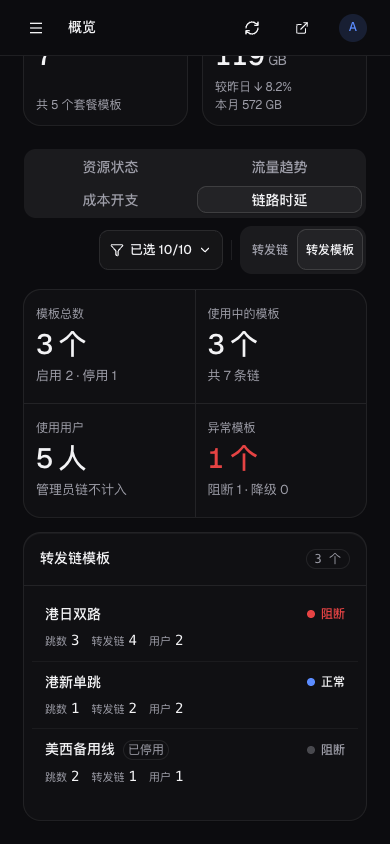 概览
A
7
119 GB
共 5 个套餐模板
较昨日 ↓ 8.2%
本月 572 GB
资源状态
流量趋势
成本开支
链路时延
已选 10/10
转发链
转发模板
模板总数
3 个
启用 2 · 停用 1
使用中的模板
3 个
共 7 条链
使用用户
5 人
管理员链不计入
异常模板
1 个
阻断 1 · 降级 0
转发链模板
3 个
港日双路
阻断
跳数 3 转发链 4 用户 2
港新单跳
正常
跳数 1 转发链 2 用户 2
美西备用线 已停用
阻断
跳数 2 转发链 1 用户 1